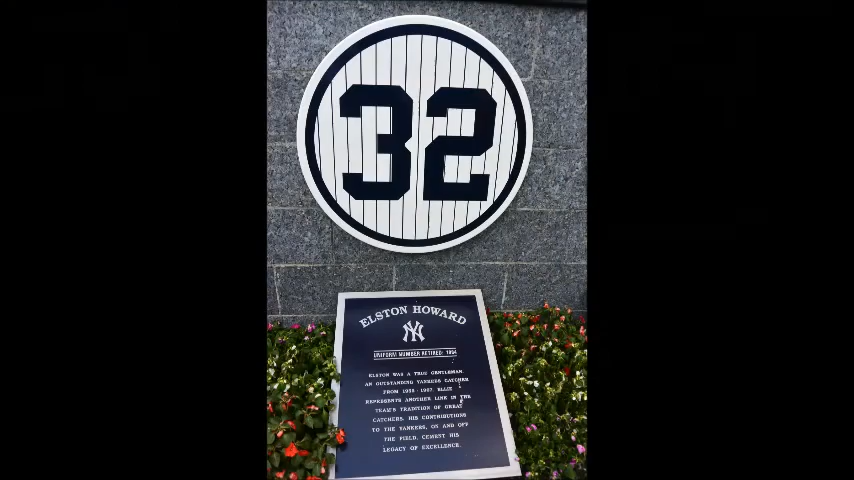 32
ELSTON HOWARD
NY
UNIFORM NUMBER RETIRED: 1984
ELSTON WAS A TRUE GENTLEMAN.
AN OUTSTANDING YANKEES CATCHER
FROM 1955 - 1967, ELLIE
REPRESENTS ANOTHER LINK IN THE
TEAM'S TRADITION OF GREAT
CATCHERS. HIS CONTRIBUTIONS
TO THE YANKEES, ON AND OFF
THE FIELD, CEMENT HIS
LEGACY OF EXCELLENCE.